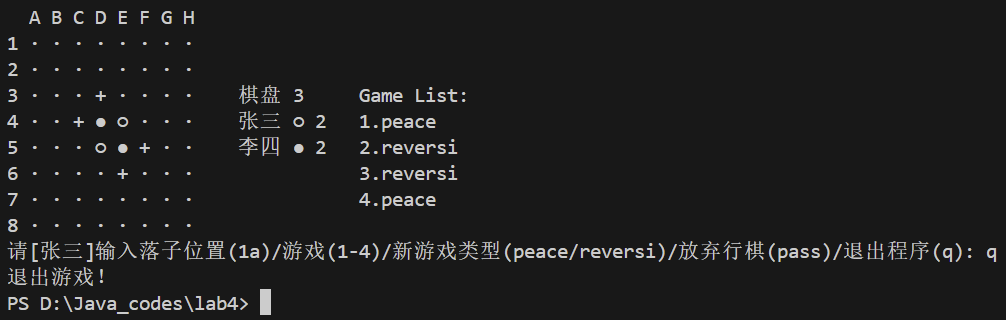 A B C D E F G H
1 · · · · · · · ·
2 · · · · · · · ·
3 · · · + · · · ·    棋盘 3    Game List:
4 · · + ● ○ · · ·    张三 ○ 2   1.peace
5 · · · ○ ● + · ·    李四 ● 2   2.reversi
6 · · · · + · · ·              3.reversi
7 · · · · · · · ·              4.peace
8 · · · · · · · ·
请[张三]输入落子位置(1a)/游戏(1-4)/新游戏类型(peace/reversi)/放弃行棋(pass)/退出程序(q): q
退出游戏!
PS D:\Java_codes\lab4>